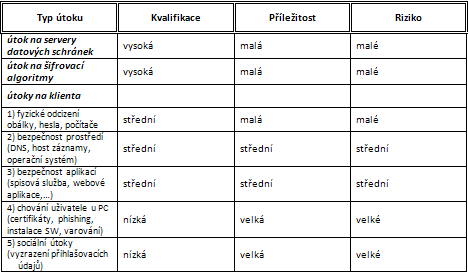 Typ útoku Kvalifikace Příležitost Riziko
útok na servery
datových schránek vysoká malá malé
útok na šifrovací
algoritmy vysoká malá malé
útoky na klienta
1) fyzické odcizení
obálky, hesla, počítače střední malá malé
2) bezpečnost prostředí
(DNS, host záznamy, střední střední střední
operační systém)
3) bezpečnost aplikací
(spisová služba, webové střední střední střední
aplikace,...)
4) chování uživatele u PC
(certifikáty, phishing, nízká velká velké
instalace SW, varování)
5) sociální útoky
(vyzrazení přihlašovacích nízká velká velké
údajů)